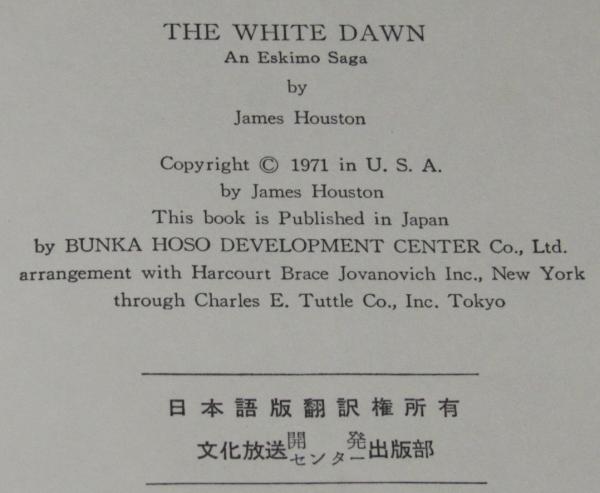 THE WHITE DAWN
An Eskimo Saga
by
James Houston
Copyright © 1971 in U. S. A.
by James Houston
This book is Published in Japan
by BUNKA HOSO DEVELOPMENT CENTER Co., Ltd.
arrangement with Harcourt Brace Jovanovich Inc., New York
through Charles E. Tuttle Co., Inc. Tokyo
日本語版翻訳権所有
文化放送開発センター出版部